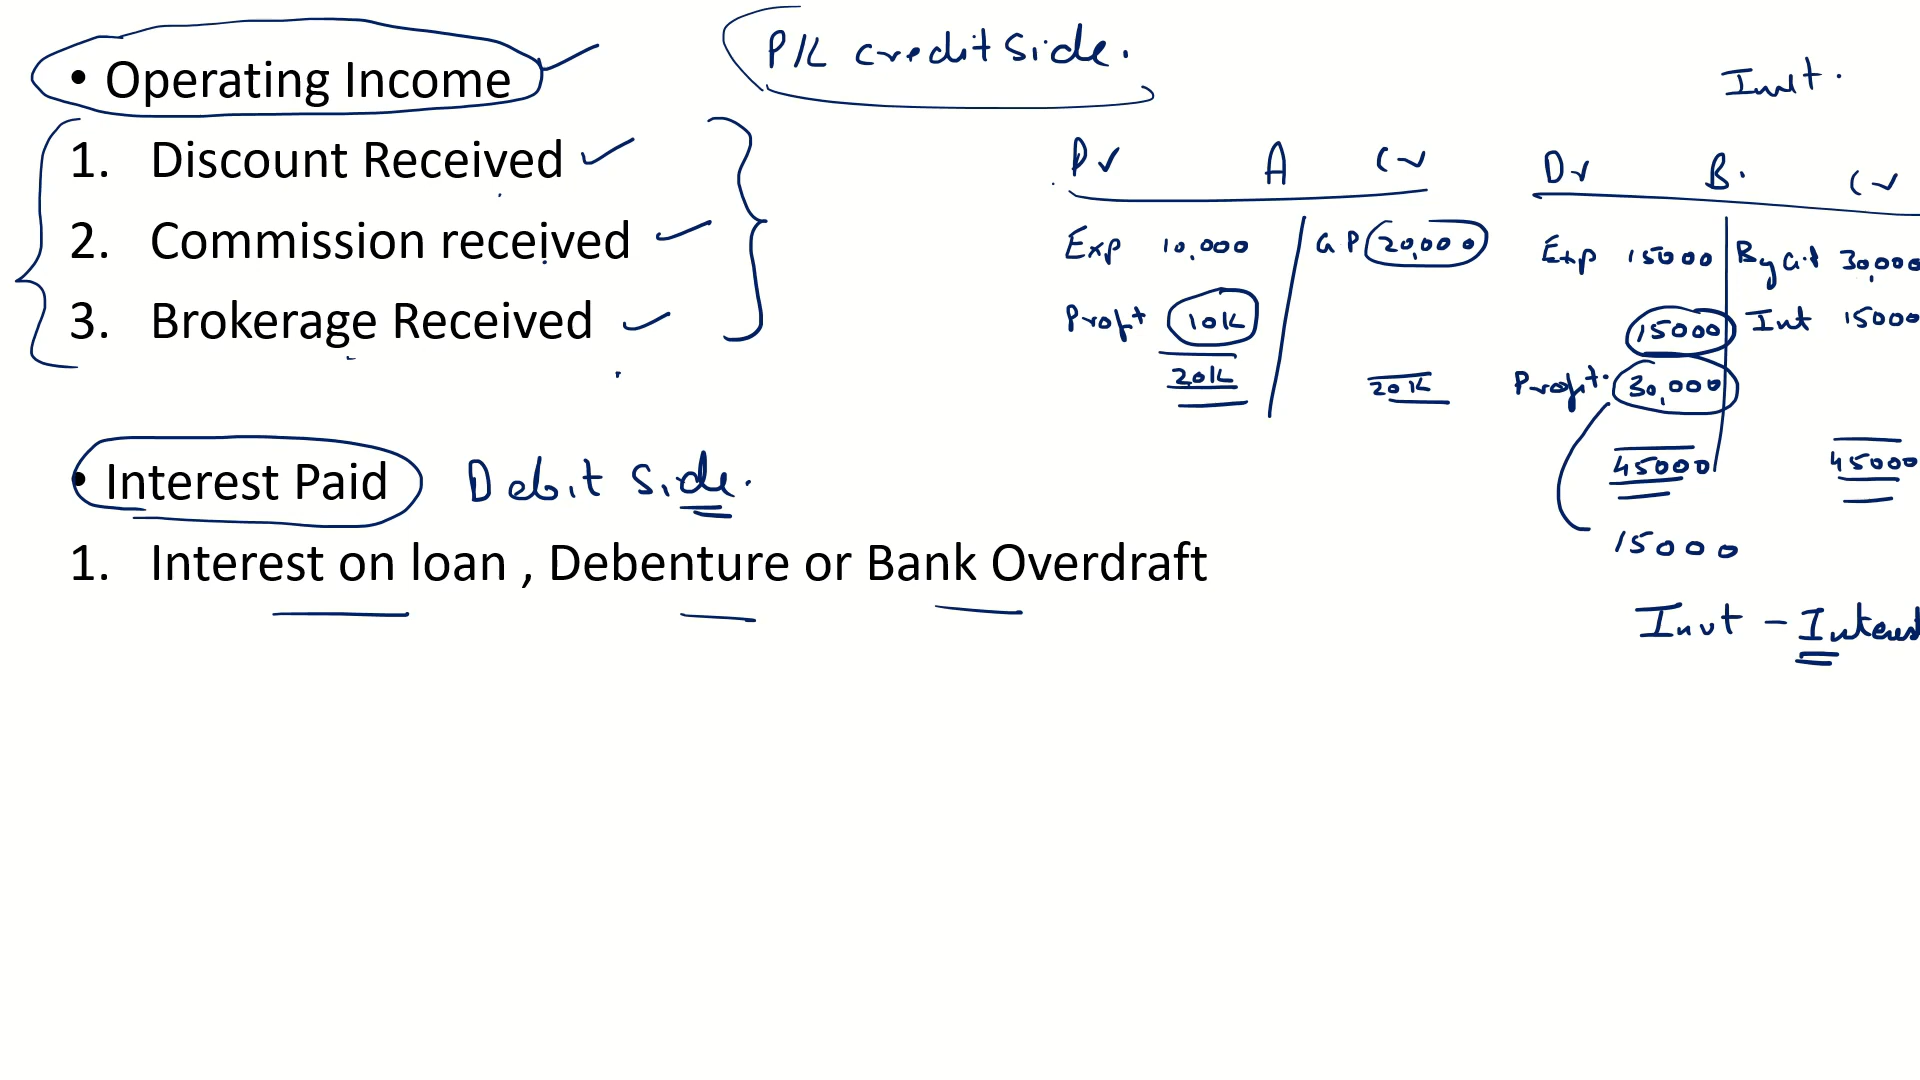 • Operating Income
P/L credit side.
1. Discount Received
2. Commission received
3. Brokerage Received
• Interest Paid Debit side.
1. Interest on loan , Debenture or Bank Overdraft
Dr A Cr
Exp 10,000 G P 20,000
Profit 10K
20K 20K
Dr B. Cr
Exp 15000 By G.P 30,000
15000 Int 15000
Profit. 30,000
45000 45000
15000
Invt - Interest